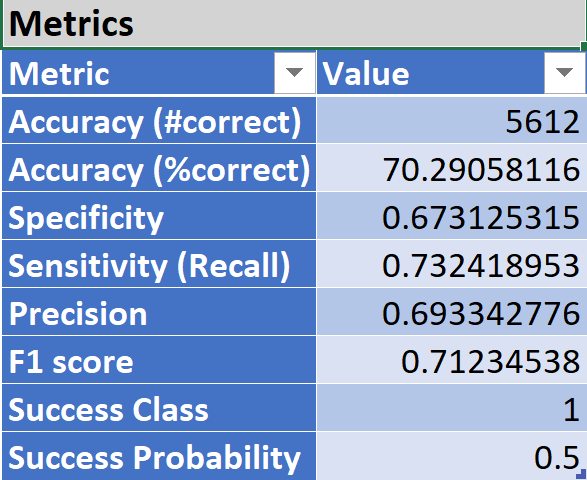 Metrics
Metric Value
Accuracy (#correct) 5612
Accuracy (%correct) 70.29058116
Specificity 0.673125315
Sensitivity (Recall) 0.732418953
Precision 0.693342776
F1 score 0.71234538
Success Class 1
Success Probability 0.5